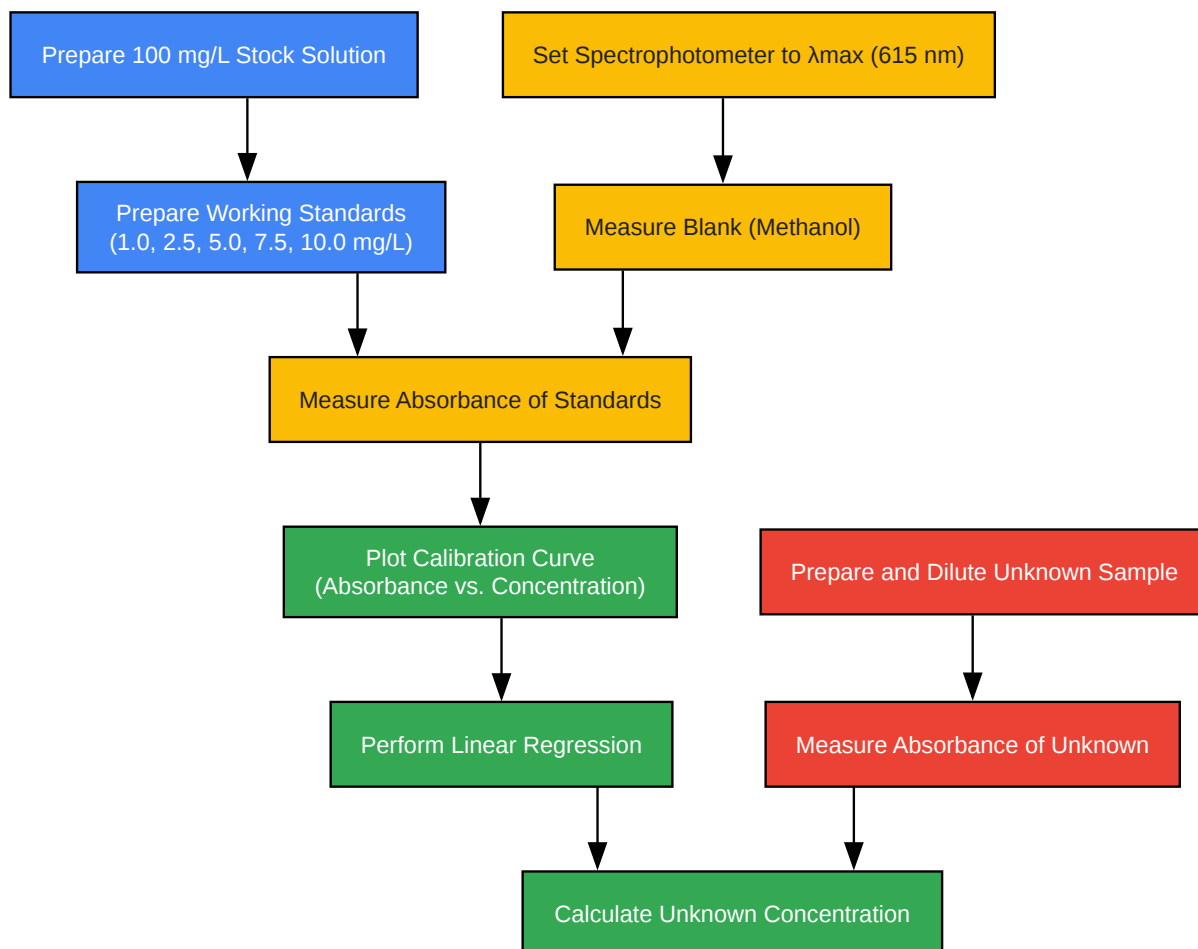 Prepare 100 mg/L Stock Solution
Set Spectrophotometer to λmax (615 nm)
Prepare Working Standards
(1.0, 2.5, 5.0, 7.5, 10.0 mg/L)
Measure Blank (Methanol)
Measure Absorbance of Standards
Plot Calibration Curve
(Absorbance vs. Concentration)
Prepare and Dilute Unknown Sample
Perform Linear Regression
Measure Absorbance of Unknown
Calculate Unknown Concentration